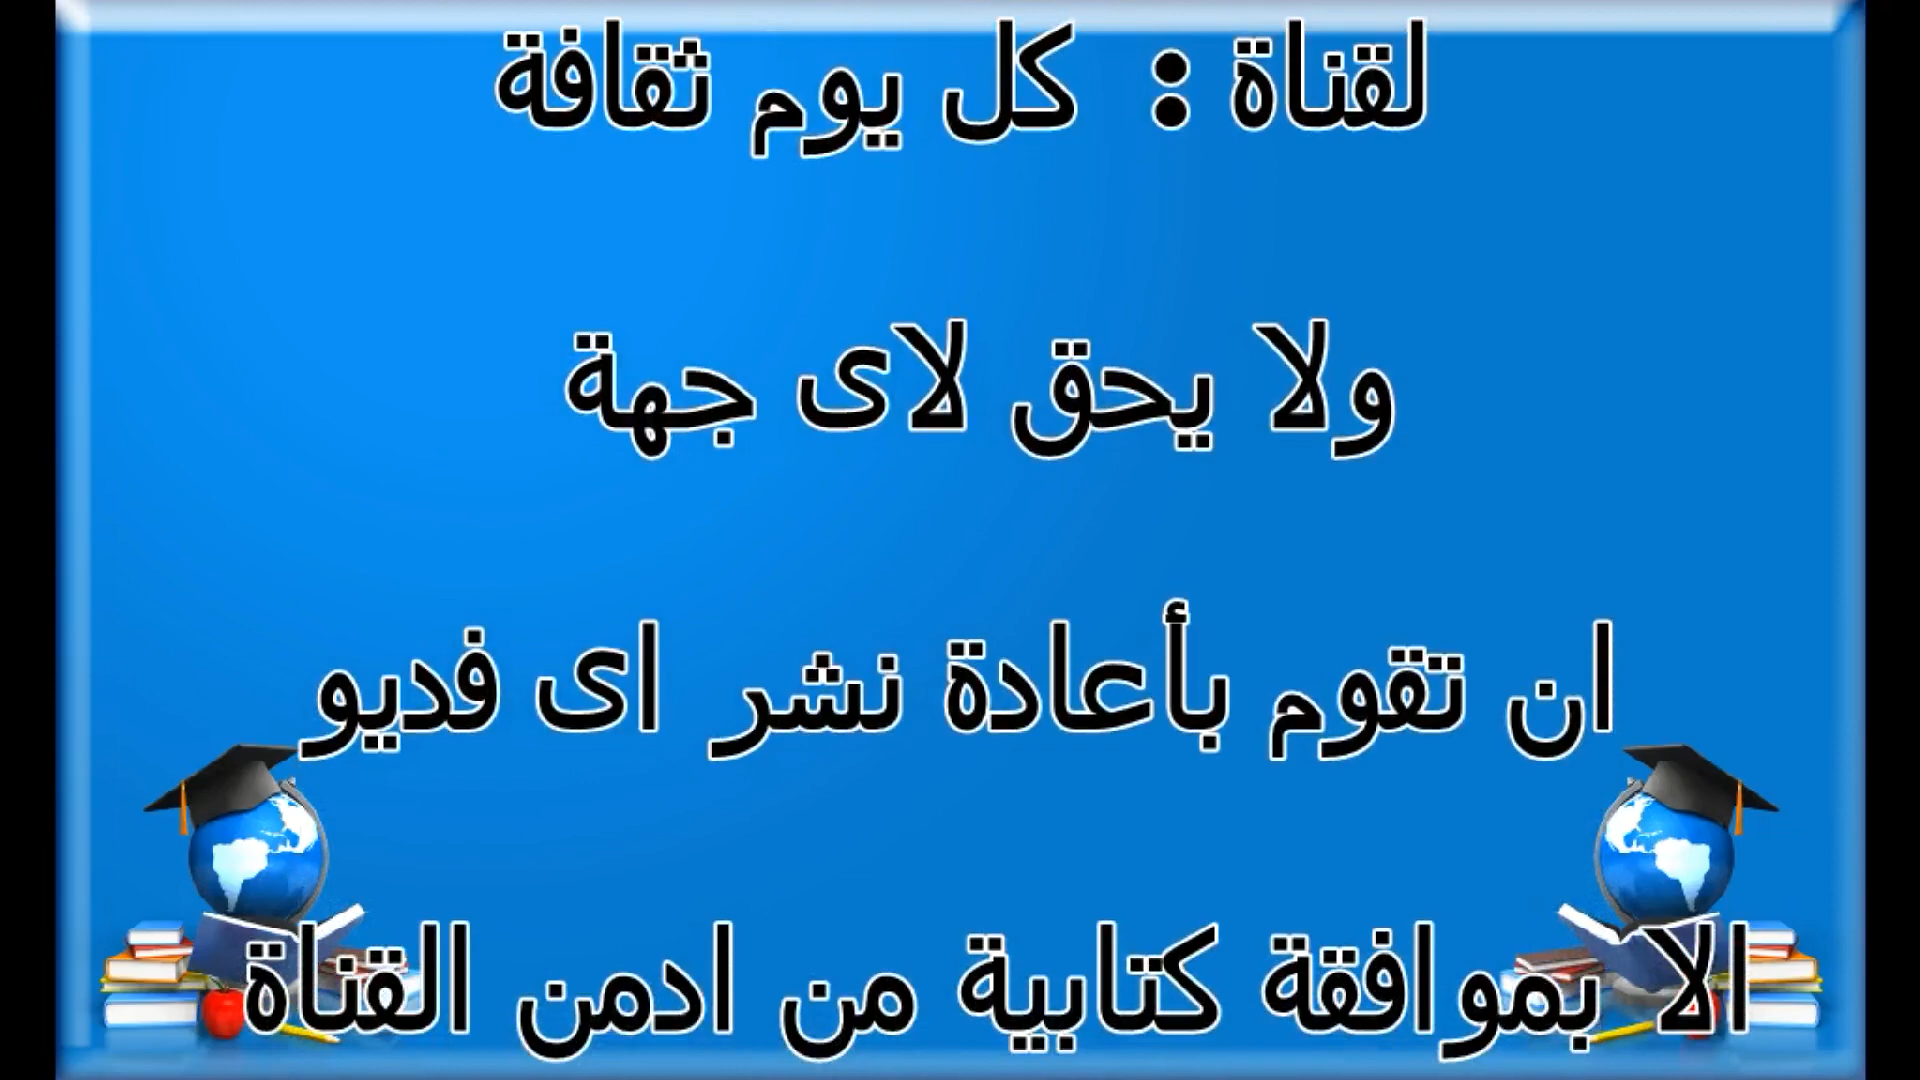 لقناة : كل يوم ثقافة
ولا يحق لاى جهة
ان تقوم بأعادة نشر اى فديو
الا بموافقة كتابية من ادمن القناة